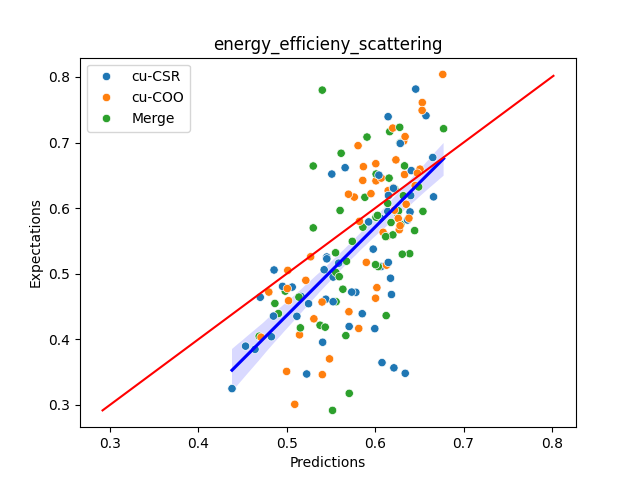 energy_efficieny_scattering
cu-CSR
cu-COO
Merge
Expectations
0.8
0.7
0.6
0.5
0.4
0.3
0.3 0.4 0.5 0.6 0.7 0.8
Predictions